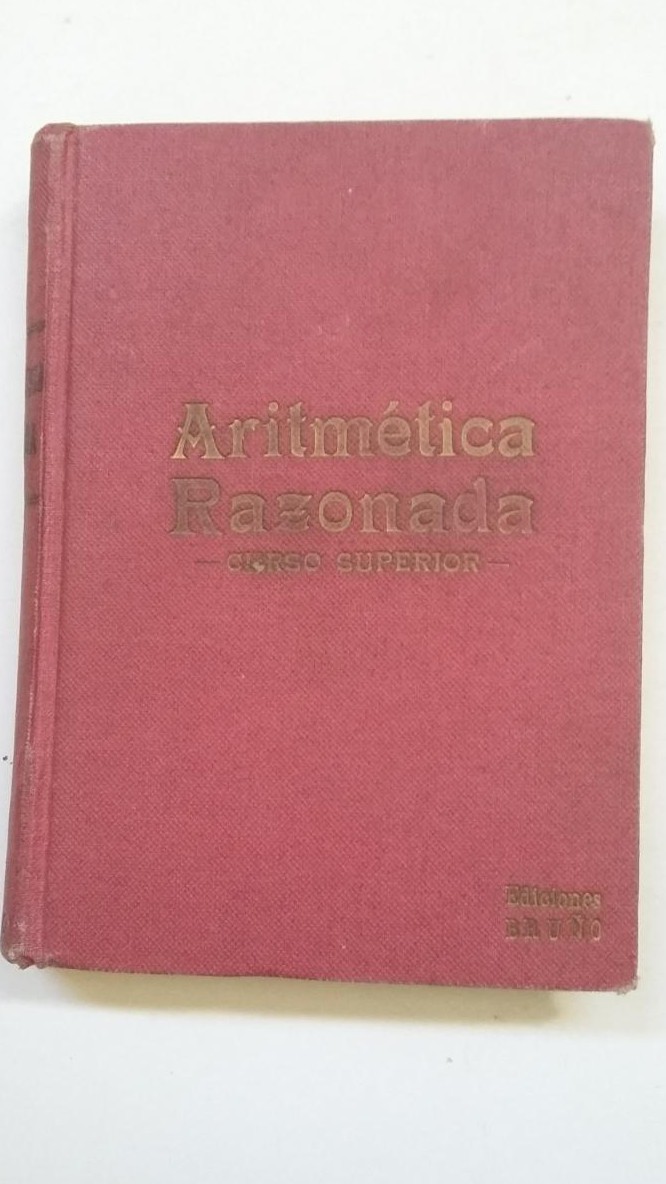 Aritmética
Razonada
— CURSO SUPERIOR —
Ediciones
BRUÑO